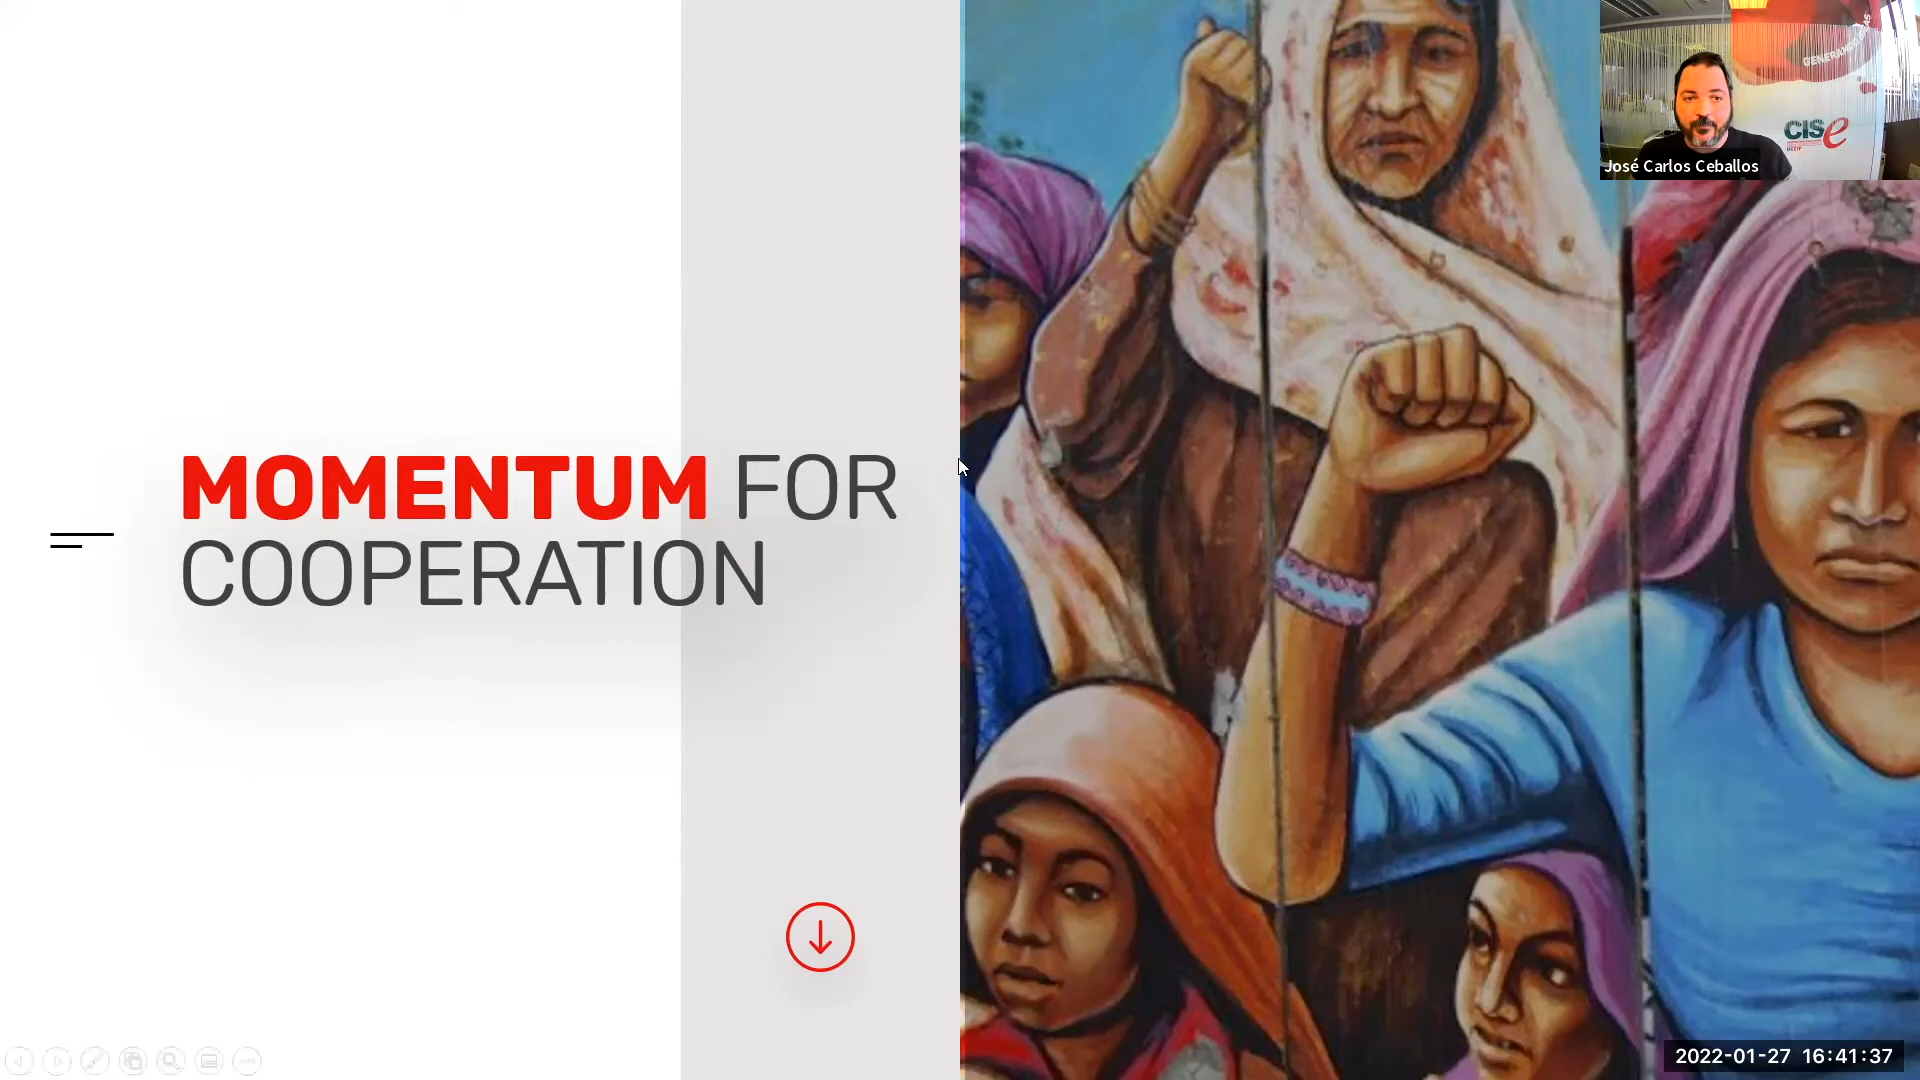 MOMENTUM FOR
COOPERATION
CISe
José Carlos Ceballos
2022-01-27 16:41:37